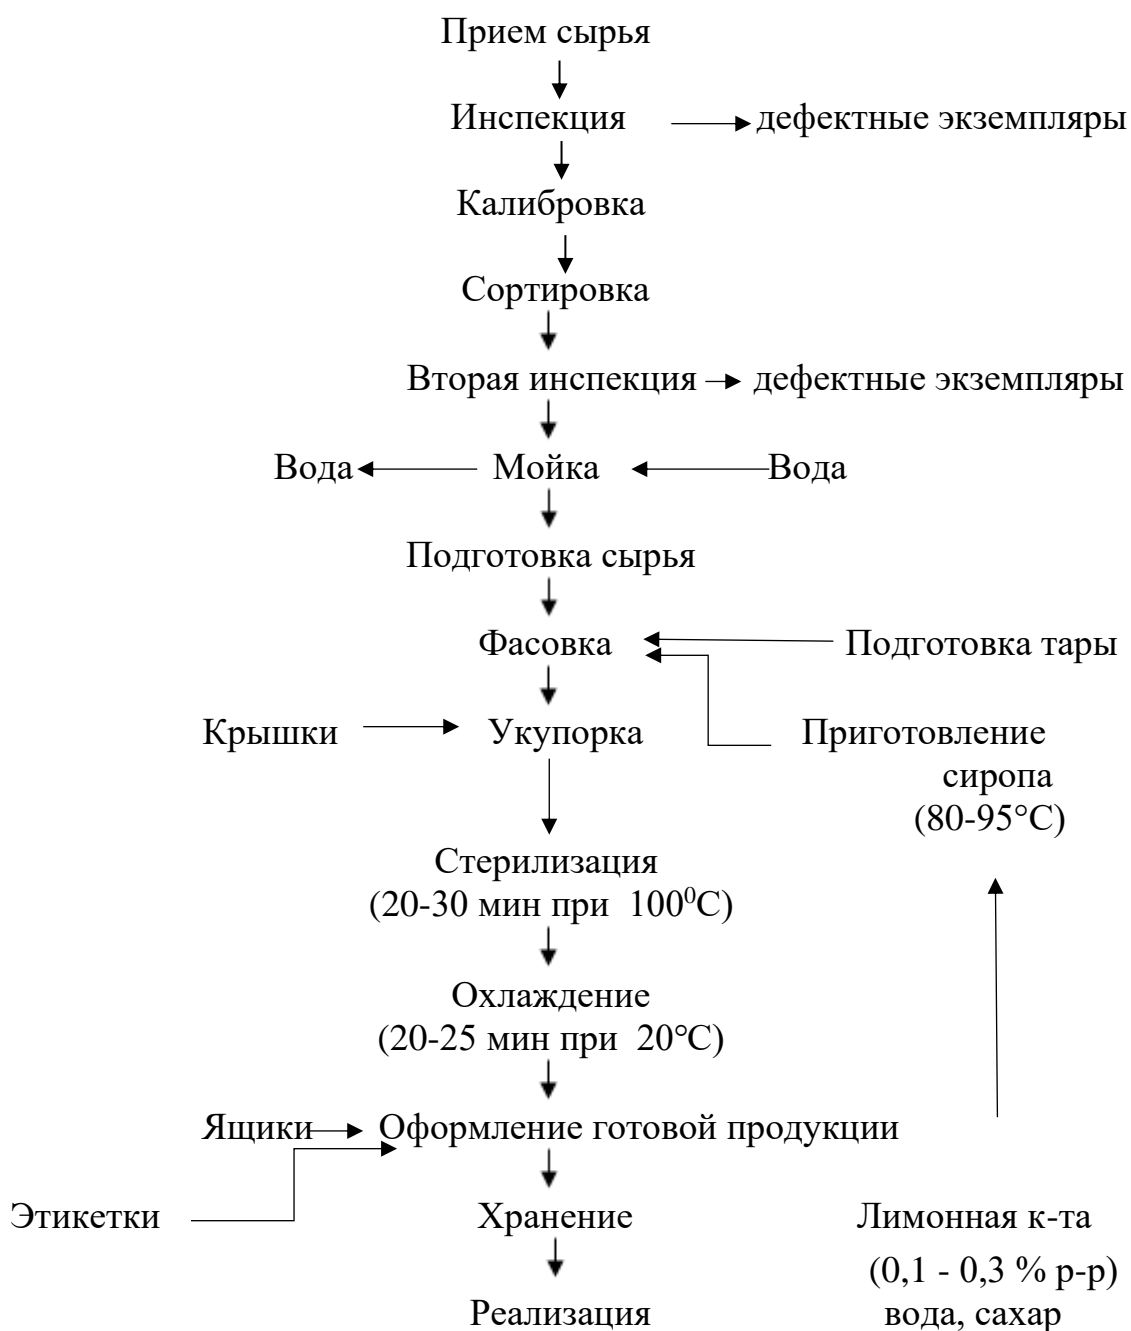 Прием сырья
Инспекция дефектные экземпляры
Калибровка
Сортировка
Вторая инспекция дефектные экземпляры
Вода Мойка Вода
Подготовка сырья
Фасовка Подготовка тары
Крышки Укупорка Приготовление
сиропа
(80-95°С)
Стерилизация
(20-30 мин при 100⁰С)
Охлаждение
(20-25 мин при 20°С)
Ящики Оформление готовой продукции
Этикетки Хранение Лимонная к-та
(0,1 - 0,3 % р-р)
Реализация вода, сахар